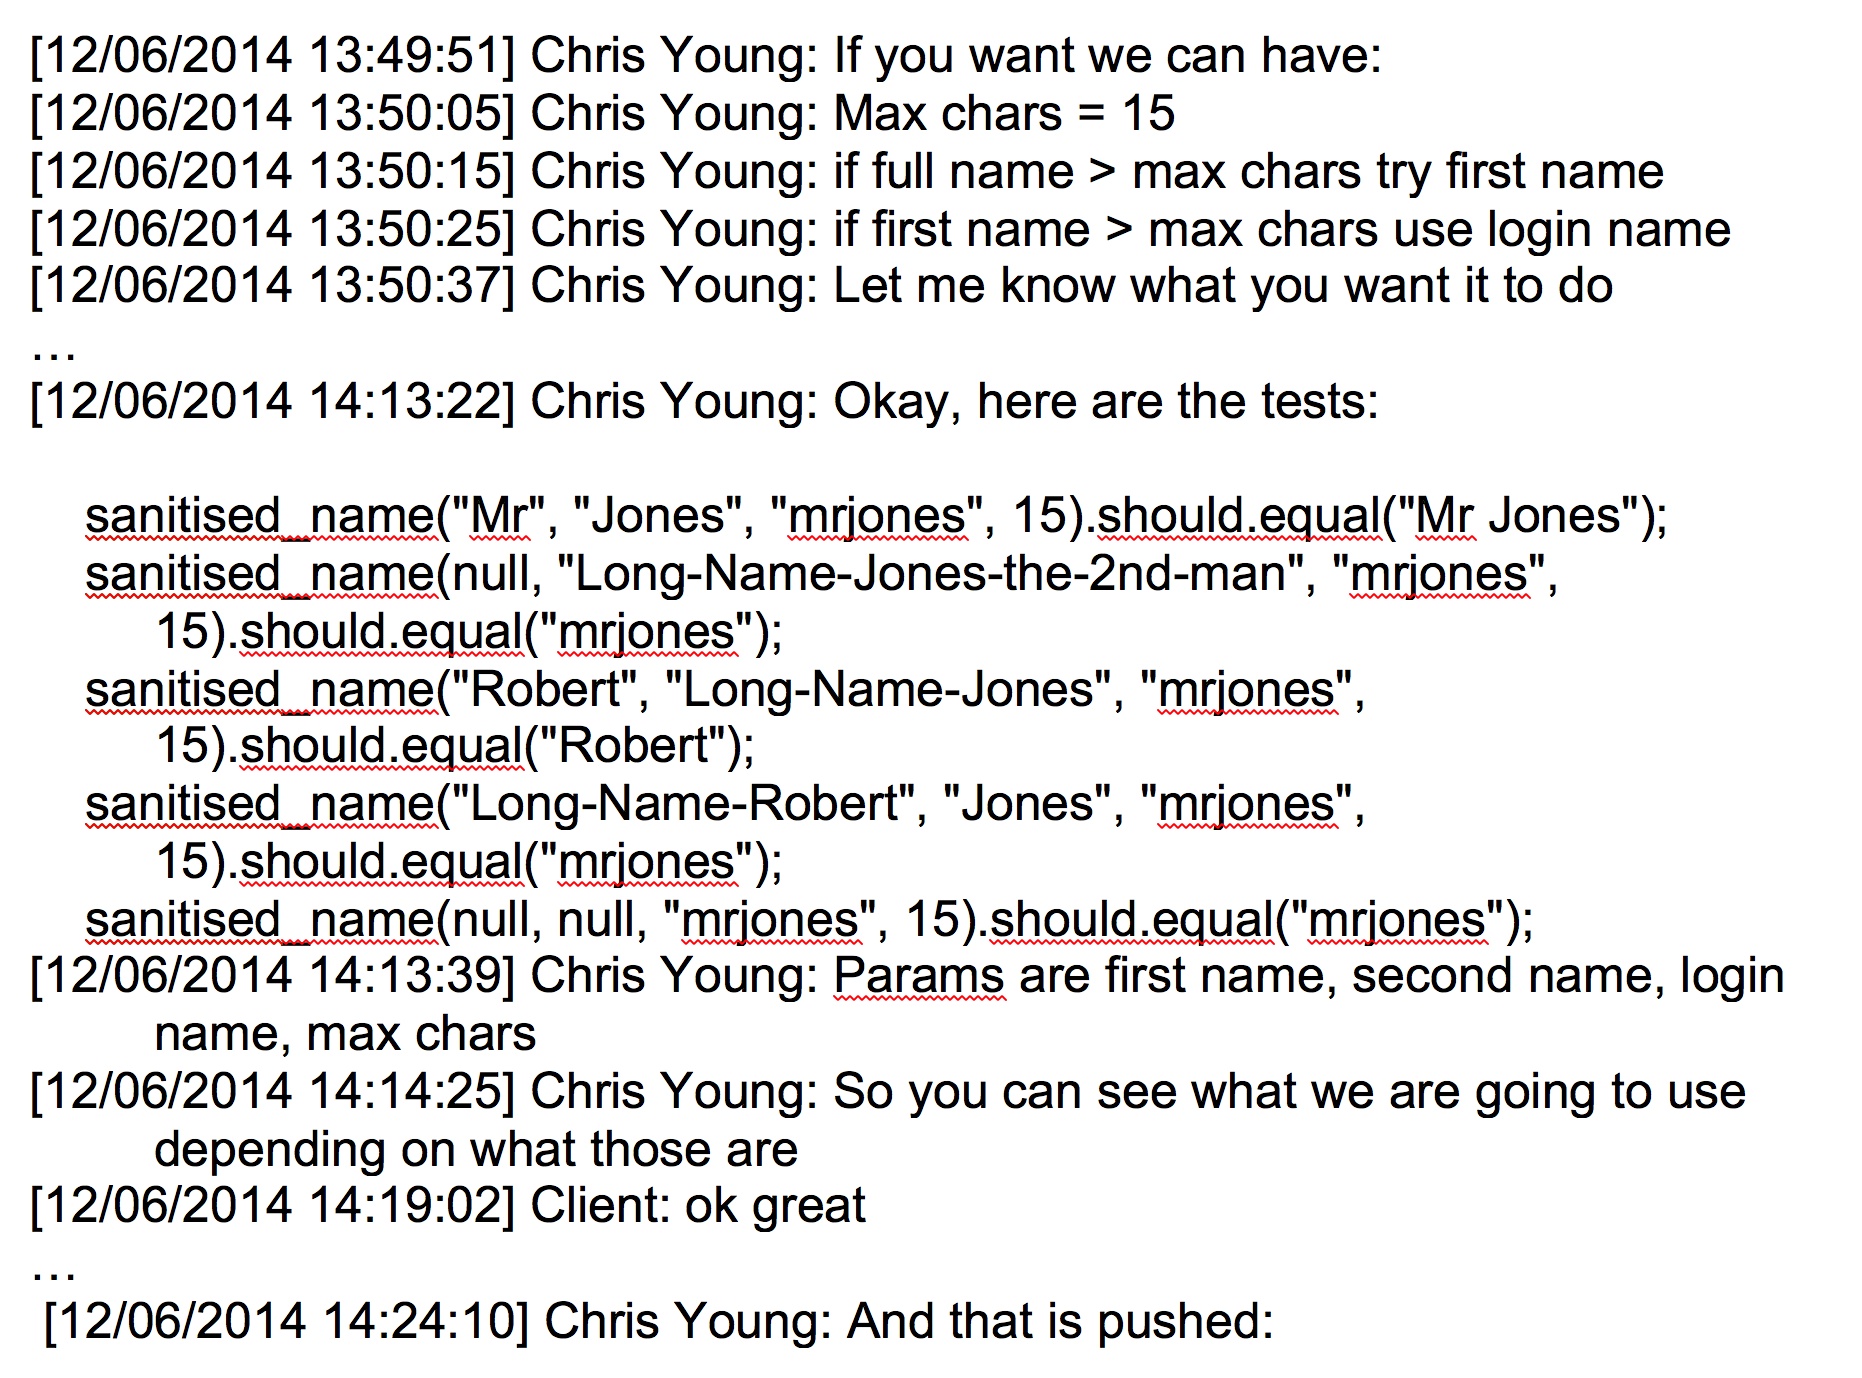 [12/06/2014 13:49:51] Chris Young: If you want we can have:
[12/06/2014 13:50:05] Chris Young: Max chars = 15
[12/06/2014 13:50:15] Chris Young: if full name > max chars try first name
[12/06/2014 13:50:25] Chris Young: if first name > max chars use login name
[12/06/2014 13:50:37] Chris Young: Let me know what you want it to do
…
[12/06/2014 14:13:22] Chris Young: Okay, here are the tests:
sanitised_name("Mr", "Jones", "mrjones", 15).should.equal("Mr Jones");
sanitised_name(null, "Long-Name-Jones-the-2nd-man", "mrjones",
15).should.equal("mrjones");
sanitised_name("Robert", "Long-Name-Jones", "mrjones",
15).should.equal("Robert");
sanitised_name("Long-Name-Robert", "Jones", "mrjones",
15).should.equal("mrjones");
sanitised_name(null, null, "mrjones", 15).should.equal("mrjones");
[12/06/2014 14:13:39] Chris Young: Params are first name, second name, login
name, max chars
[12/06/2014 14:14:25] Chris Young: So you can see what we are going to use
depending on what those are
[12/06/2014 14:19:02] Client: ok great
…
[12/06/2014 14:24:10] Chris Young: And that is pushed: